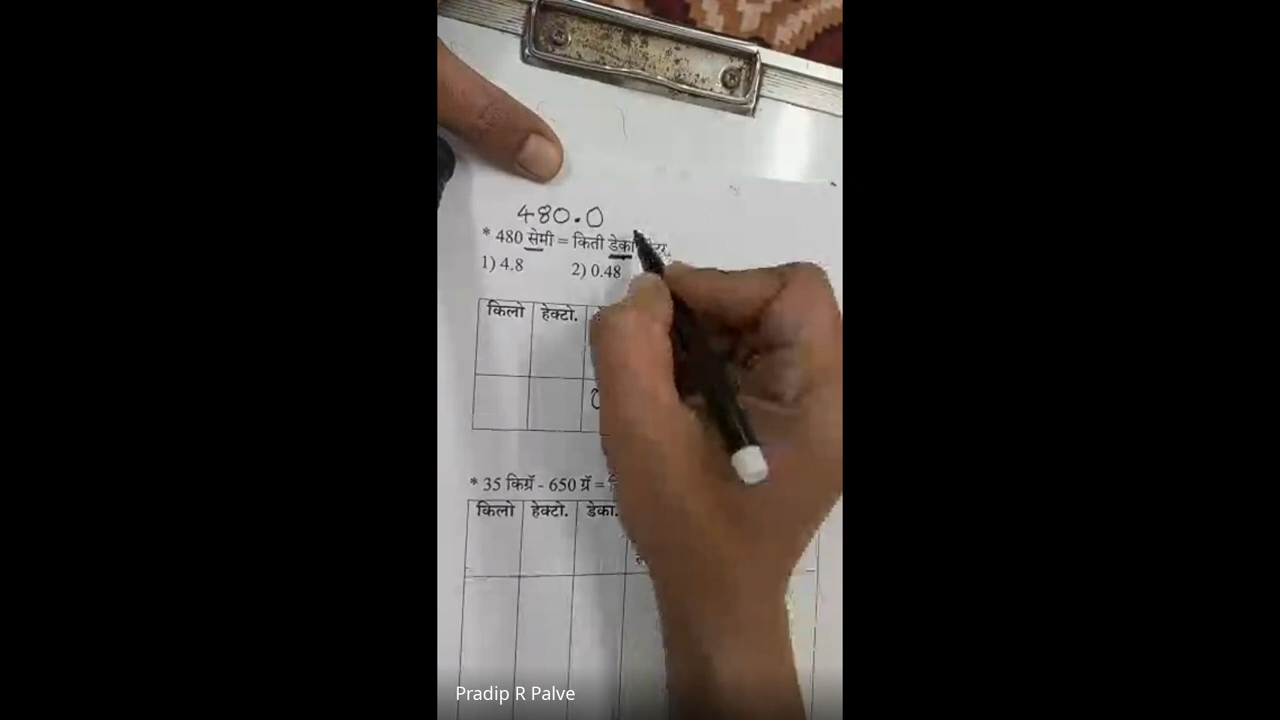 480.0
* 480 सेमी = किती डेका
1) 4.8 2) 0.48
किलो हेक्टो.
* 35 किग्रॅ - 650 ग्रॅ =
किलो हेक्टो. डेका.
Pradip R Palve